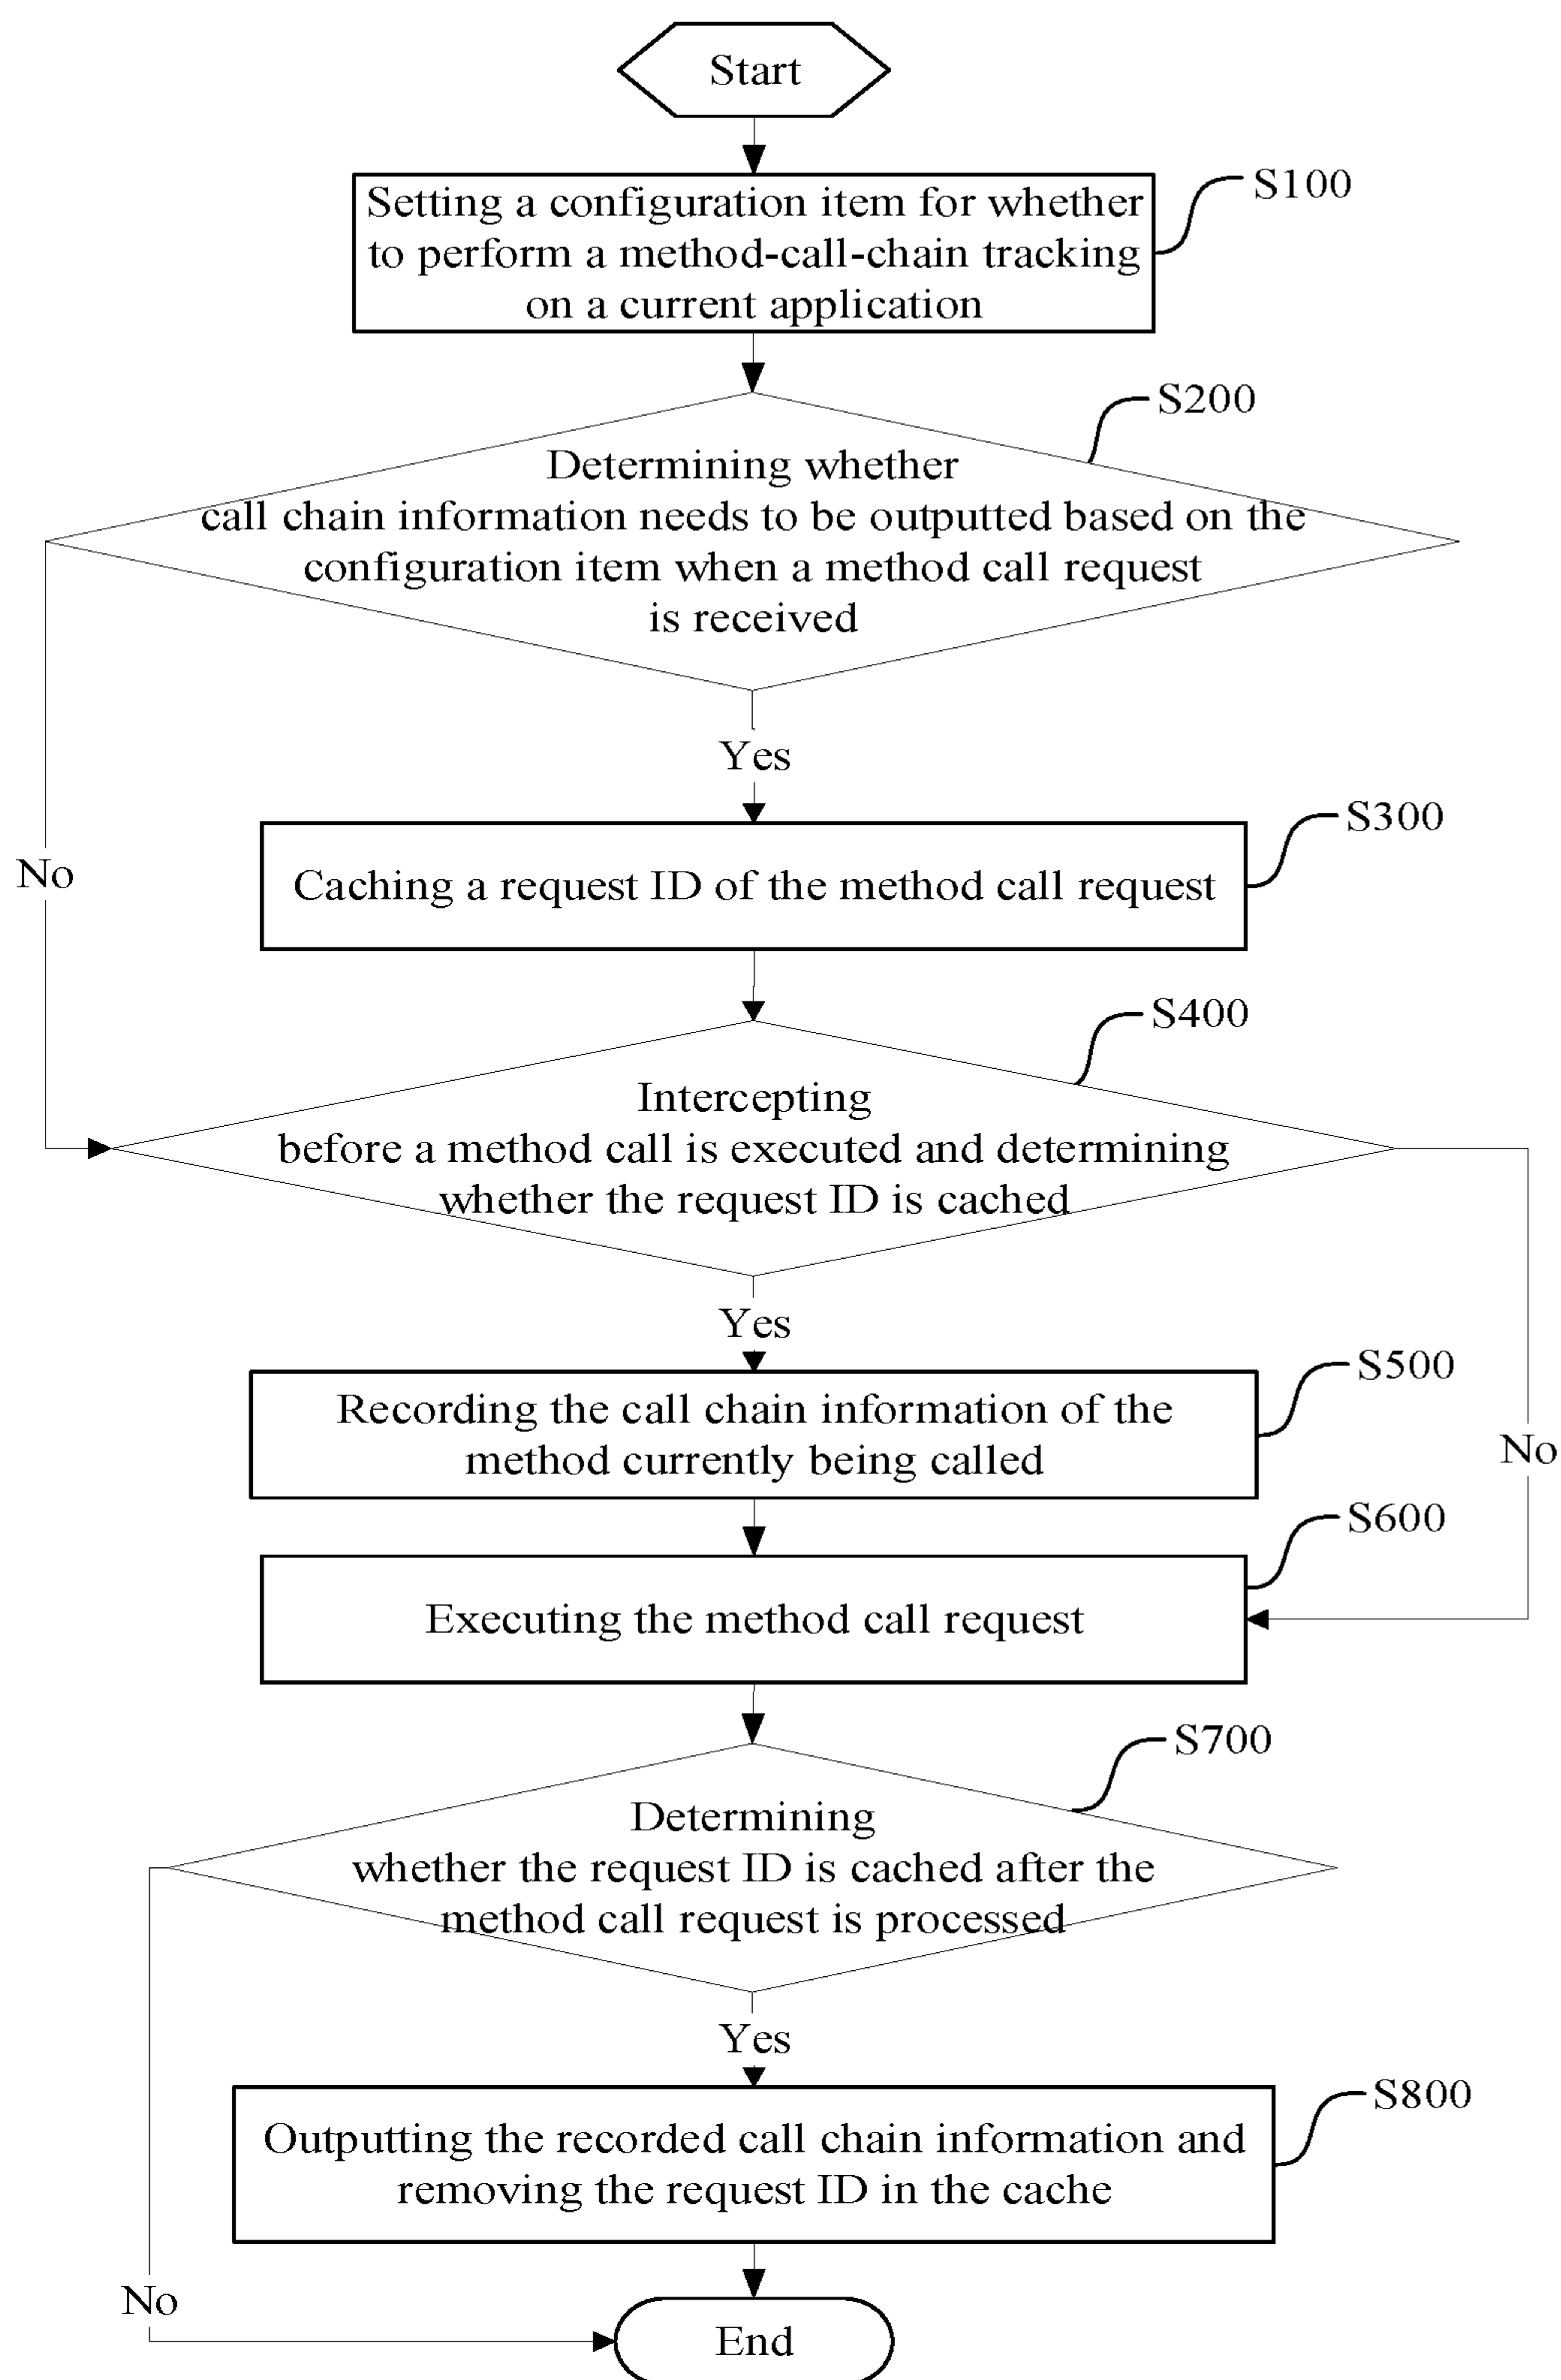 Start
Setting a configuration item for whether
to perform a method-call-chain tracking
on a current application
S100
S200
Determining whether
call chain information needs to be outputted based on the
configuration item when a method call request
is received
Yes
No
S300
Caching a request ID of the method call request
S400
Intercepting
before a method call is executed and determining
whether the request ID is cached
Yes
No
S500
Recording the call chain information of the
method currently being called
S600
Executing the method call request
S700
Determining
whether the request ID is cached after the
method call request is processed
Yes
No
S800
Outputting the recorded call chain information and
removing the request ID in the cache
End